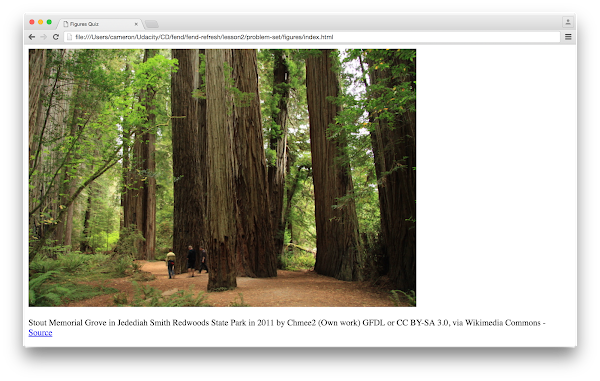 Figures Quiz
file:///Users/cameron/Udacity/CD/fend/fend-refresh/lesson2/problem-set/figures/index.html
Stout Memorial Grove in Jedediah Smith Redwoods State Park in 2011 by Chmee2 (Own work) GFDL or CC BY-SA 3.0, via Wikimedia Commons -
Source